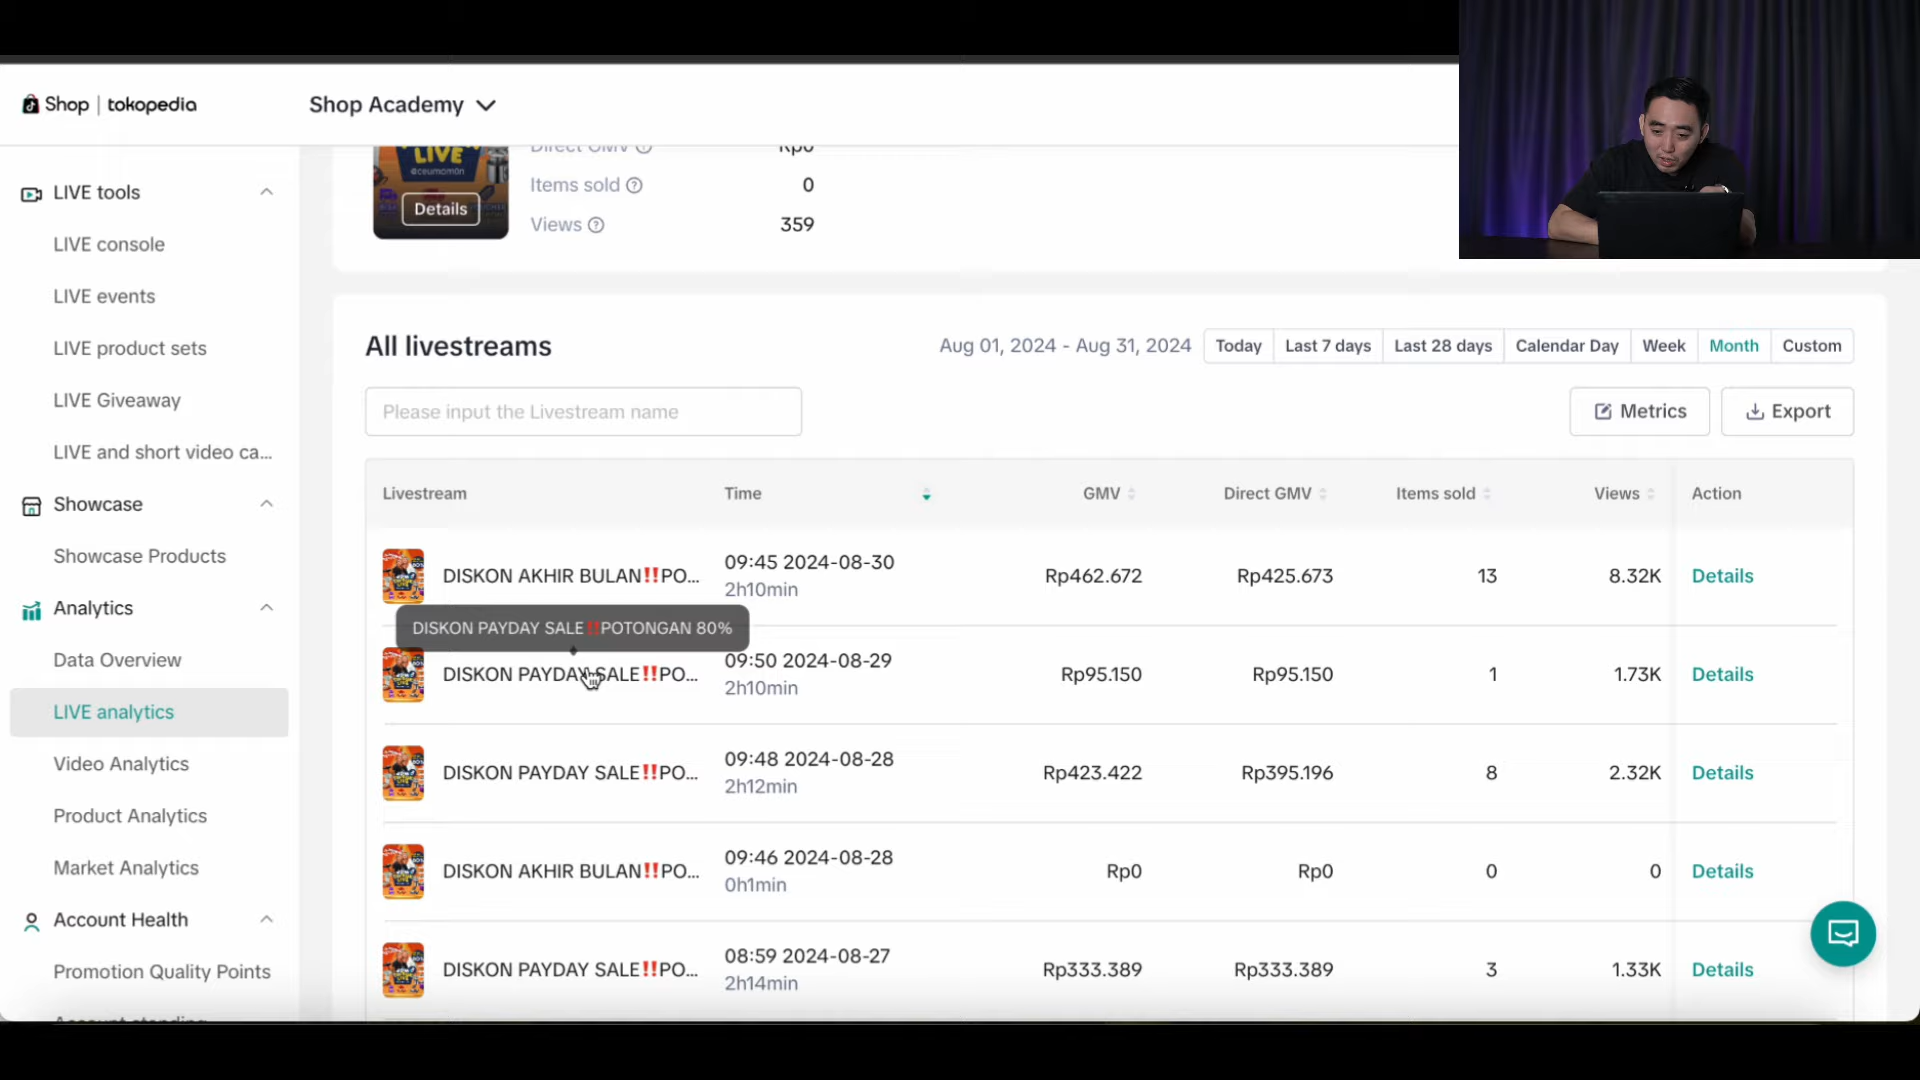 Shop | tokopedia
Shop Academy
LIVE tools
LIVE console
LIVE events
LIVE product sets
LIVE Giveaway
LIVE and short video ca...
Showcase
Showcase Products
Analytics
Data Overview
LIVE analytics
Video Analytics
Product Analytics
Market Analytics
Account Health
Promotion Quality Points
Account standing
LIVE
@ceumom0n
Details
Direct GMV Rp0
Items sold 0
Views 359
All livestreams
Aug 01, 2024 - Aug 31, 2024 Today Last 7 days Last 28 days Calendar Day Week Month Custom
Please input the Livestream name
Metrics Export
Livestream Time GMV Direct GMV Items sold Views Action
DISKON AKHIR BULAN‼️PO... 09:45 2024-08-30 Rp462.672 Rp425.673 13 8.32K Details
2h10min
DISKON PAYDAY SALE‼️POTONGAN 80%
DISKON PAYDAY SALE‼️PO... 09:50 2024-08-29 Rp95.150 Rp95.150 1 1.73K Details
2h10min
DISKON PAYDAY SALE‼️PO... 09:48 2024-08-28 Rp423.422 Rp395.196 8 2.32K Details
2h12min
DISKON AKHIR BULAN‼️PO... 09:46 2024-08-28 Rp0 Rp0 0 0 Details
0h1min
DISKON PAYDAY SALE‼️PO... 08:59 2024-08-27 Rp333.389 Rp333.389 3 1.33K Details
2h14min